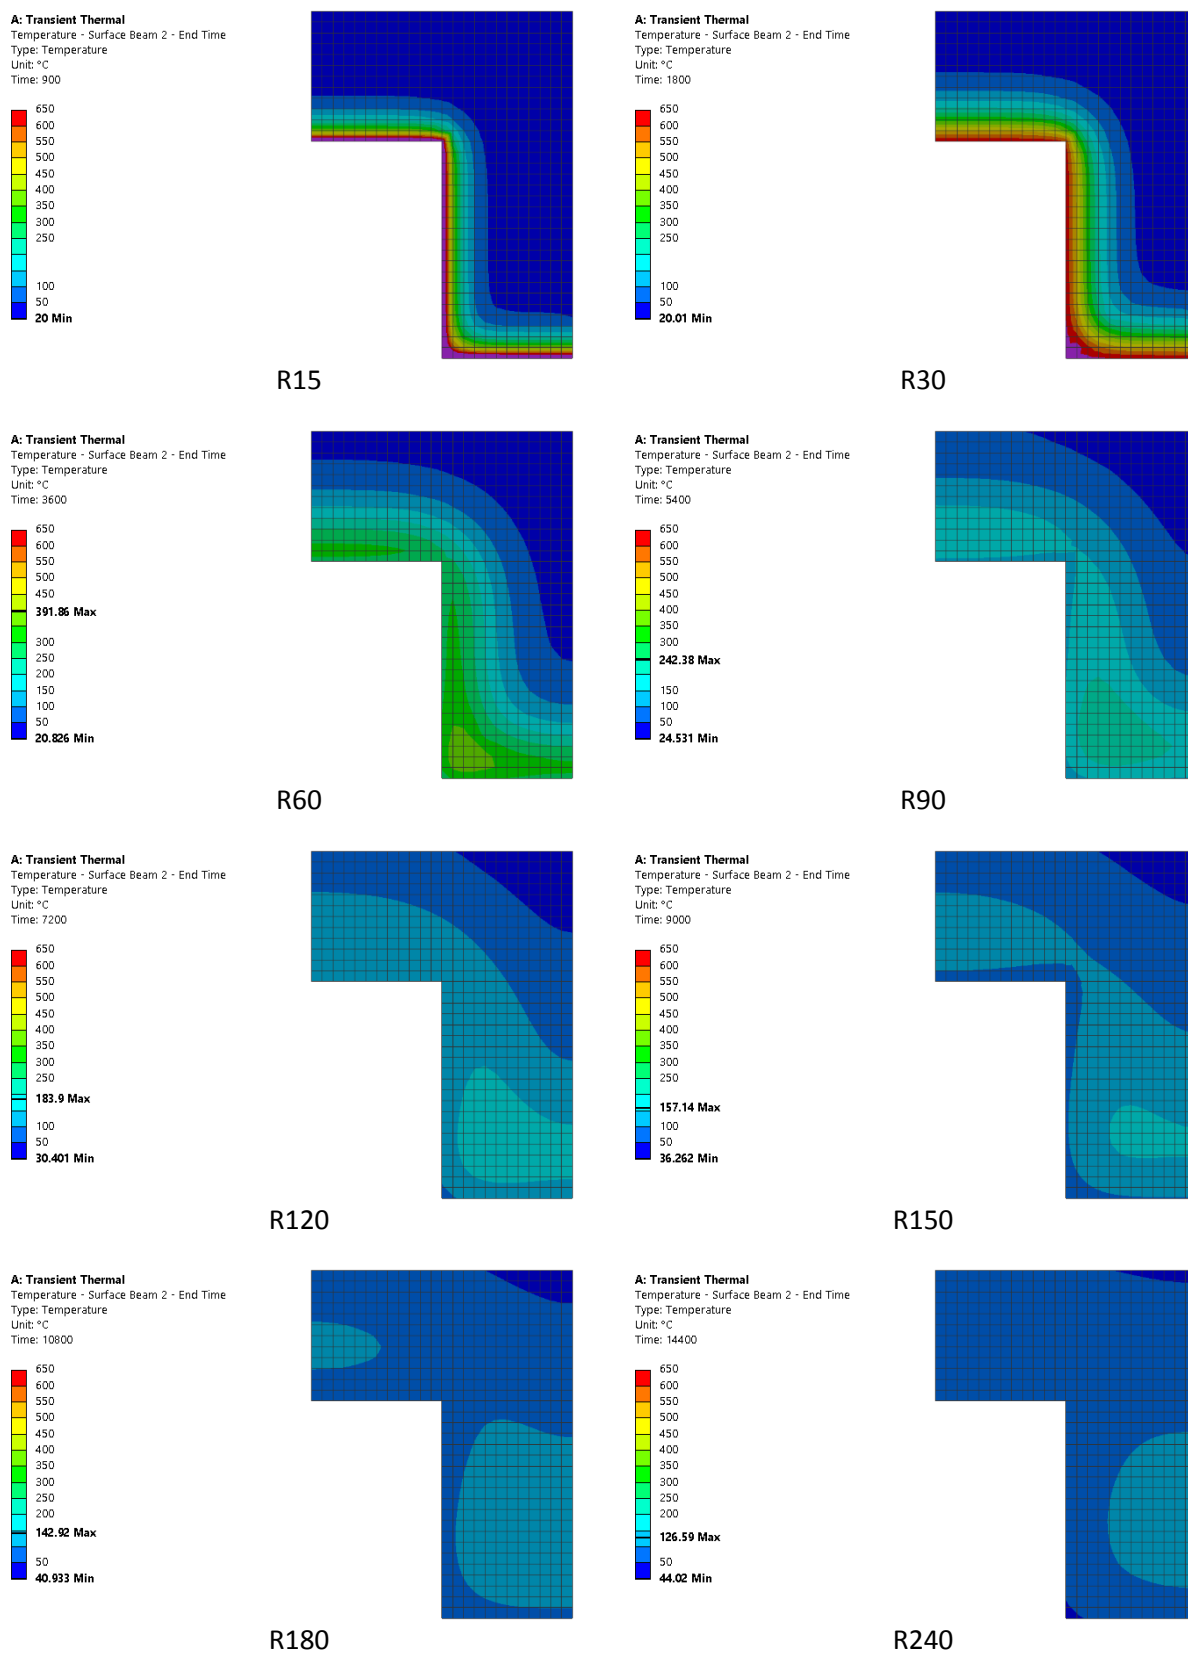 A: Transient Thermal
Temperature - Surface Beam 2 - End Time
Type: Temperature
Unit: °C
Time: 900
650
600
550
500
450
400
350
300
250
100
50
20 Min
R15
A: Transient Thermal
Temperature - Surface Beam 2 - End Time
Type: Temperature
Unit: °C
Time: 1800
650
600
550
500
450
400
350
300
250
100
50
20.01 Min
R30
A: Transient Thermal
Temperature - Surface Beam 2 - End Time
Type: Temperature
Unit: °C
Time: 3600
650
600
550
500
450
391.86 Max
300
250
200
150
100
50
20.826 Min
R60
A: Transient Thermal
Temperature - Surface Beam 2 - End Time
Type: Temperature
Unit: °C
Time: 5400
650
600
550
500
450
400
350
300
242.38 Max
150
100
50
24.531 Min
R90
A: Transient Thermal
Temperature - Surface Beam 2 - End Time
Type: Temperature
Unit: °C
Time: 7200
650
600
550
500
450
400
350
300
250
183.9 Max
100
50
30.401 Min
R120
A: Transient Thermal
Temperature - Surface Beam 2 - End Time
Type: Temperature
Unit: °C
Time: 9000
650
600
550
500
450
400
350
300
250
157.14 Max
100
50
36.262 Min
R150
A: Transient Thermal
Temperature - Surface Beam 2 - End Time
Type: Temperature
Unit: °C
Time: 10800
650
600
550
500
450
400
350
300
250
200
142.92 Max
50
40.933 Min
R180
A: Transient Thermal
Temperature - Surface Beam 2 - End Time
Type: Temperature
Unit: °C
Time: 14400
650
600
550
500
450
400
350
300
250
200
126.59 Max
50
44.02 Min
R240